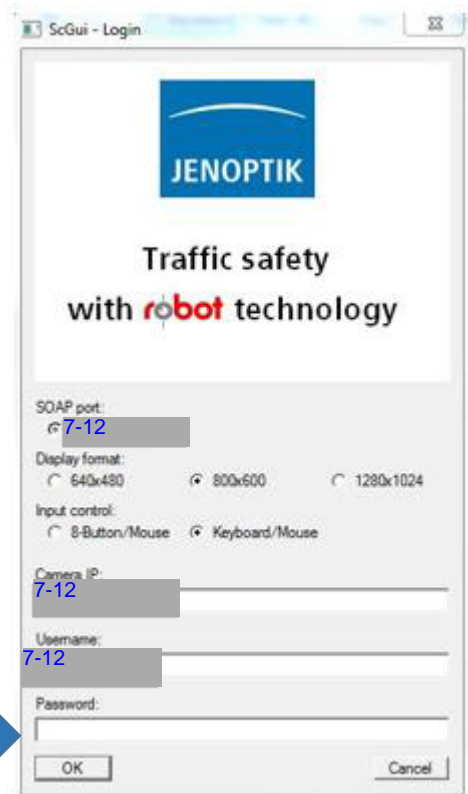 ScGui - Login
JENOPTIK
Traffic safety
with robot technology
SOAP port:
7-12
Display format:
640x480 800x600 1280x1024
Input control:
8-Button/Mouse Keyboard/Mouse
Camera IP:
7-12
Username:
7-12
Password:
OK Cancel